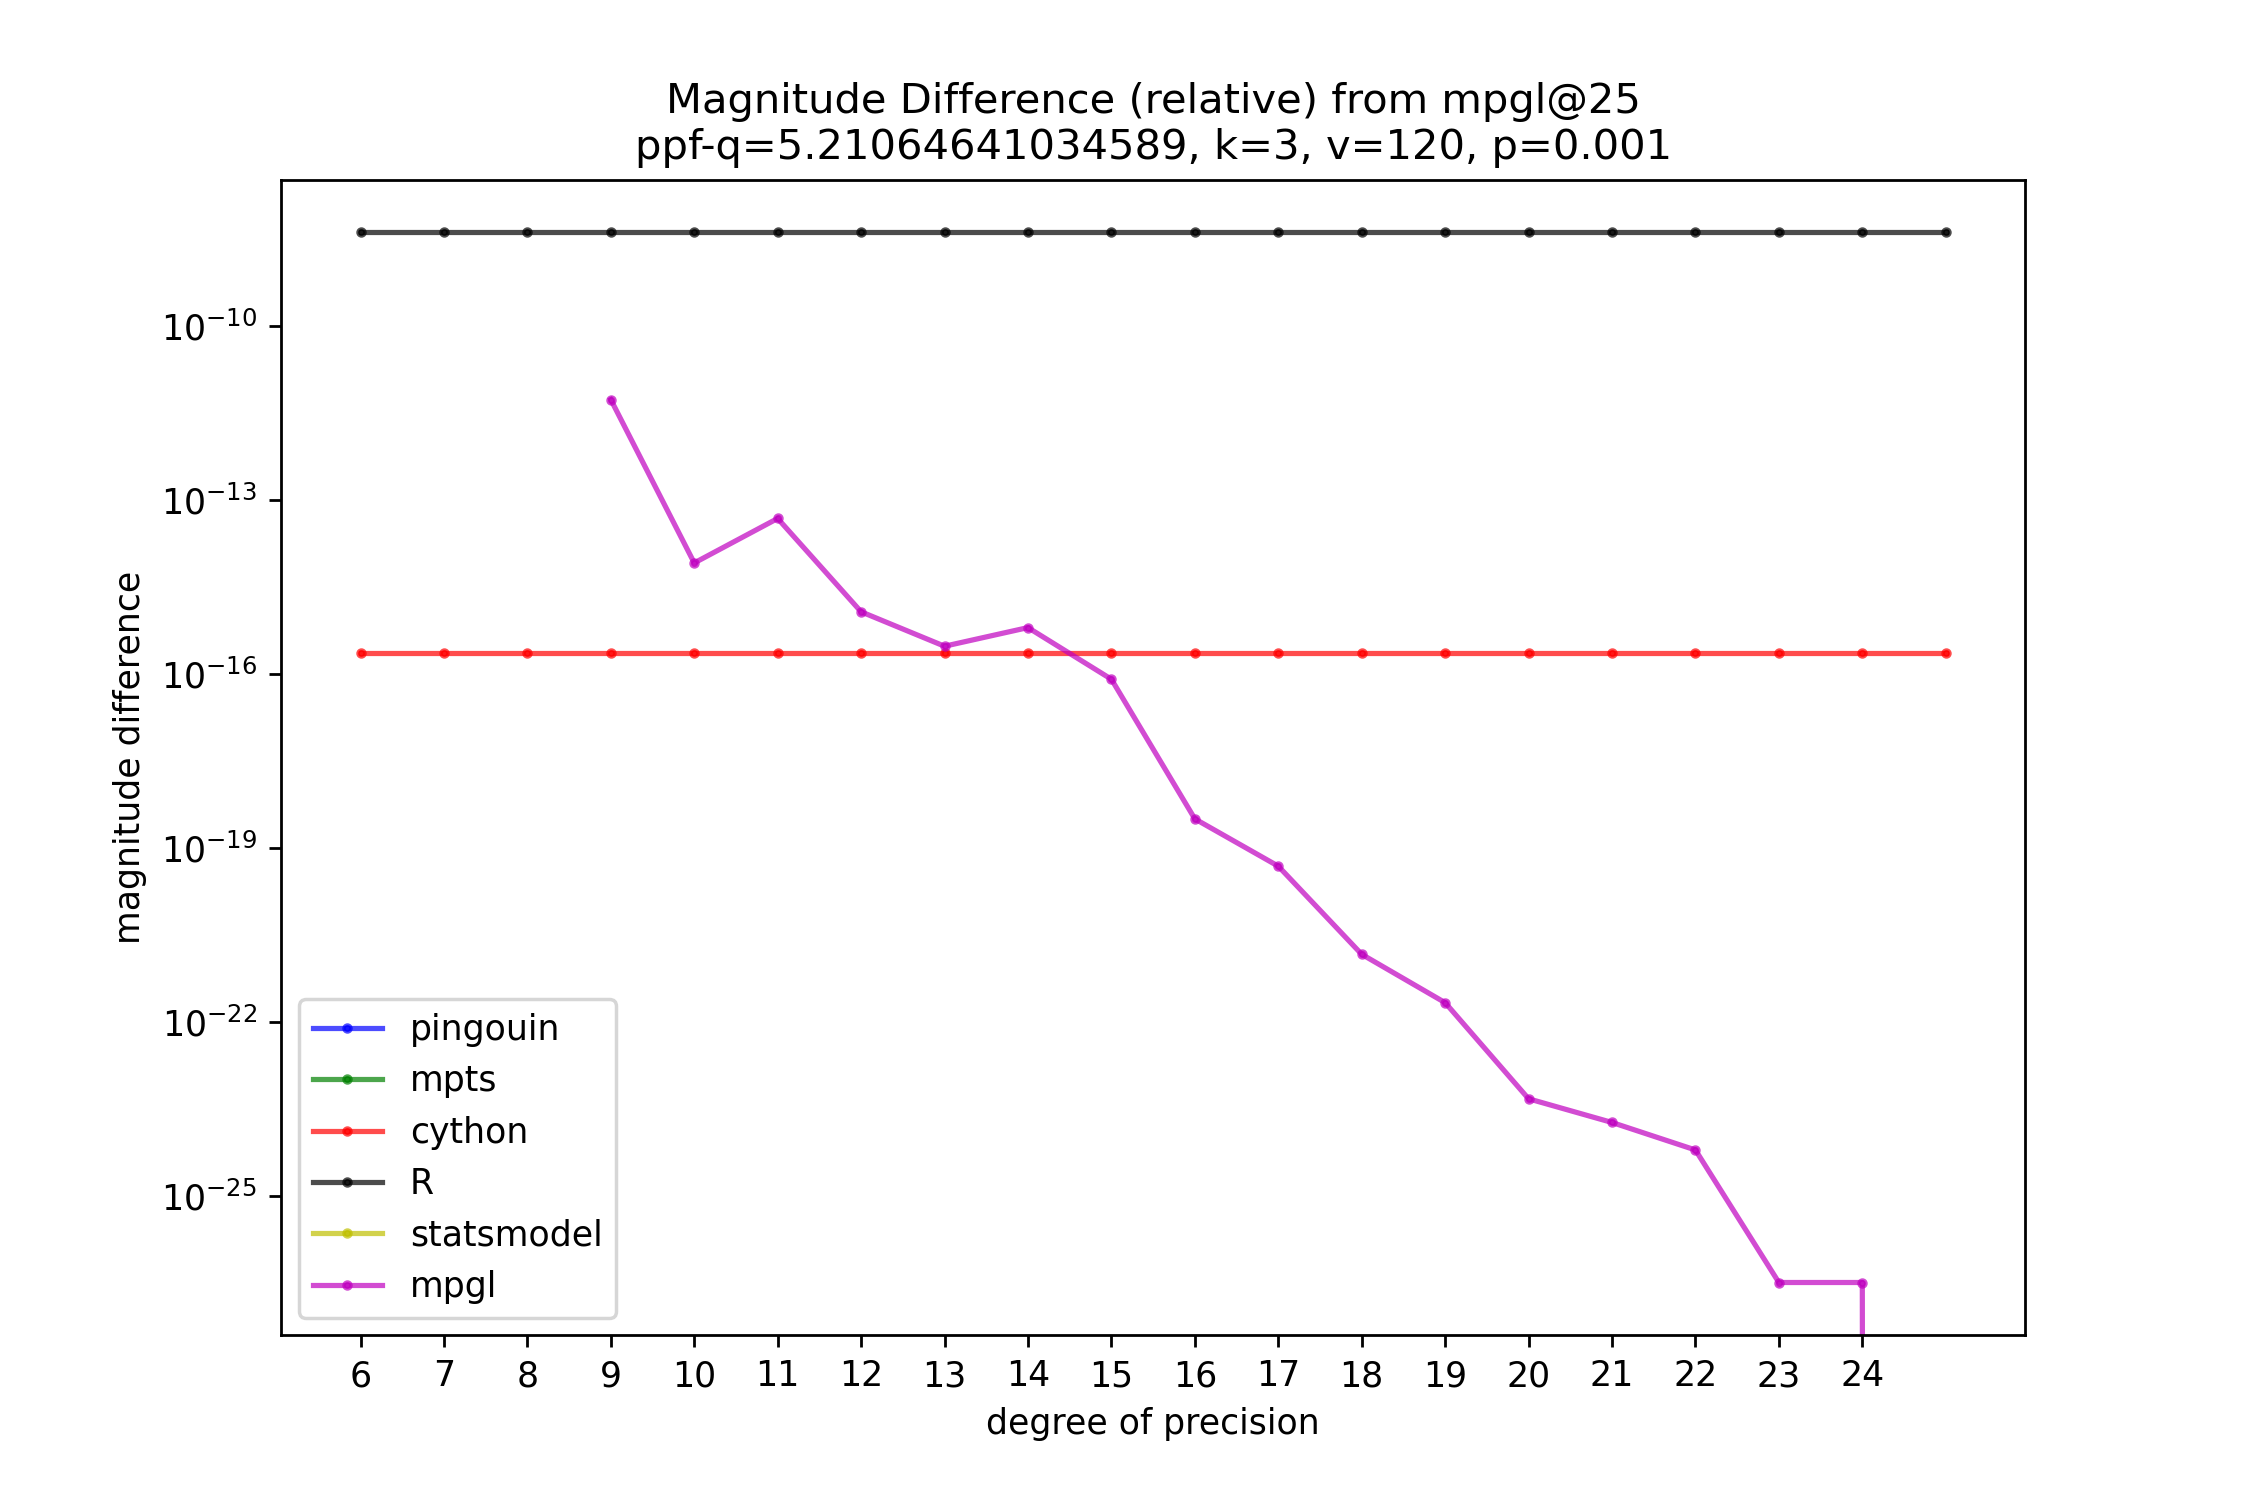 Magnitude Difference (relative) from mpgl@25
ppf-q=5.21064641034589, k=3, v=120, p=0.001
magnitude difference
10⁻¹⁰
10⁻¹³
10⁻¹⁶
10⁻¹⁹
10⁻²²
10⁻²⁵
pingouin
mpts
cython
R
statsmodel
mpgl
6 7 8 9 10 11 12 13 14 15 16 17 18 19 20 21 22 23 24
degree of precision